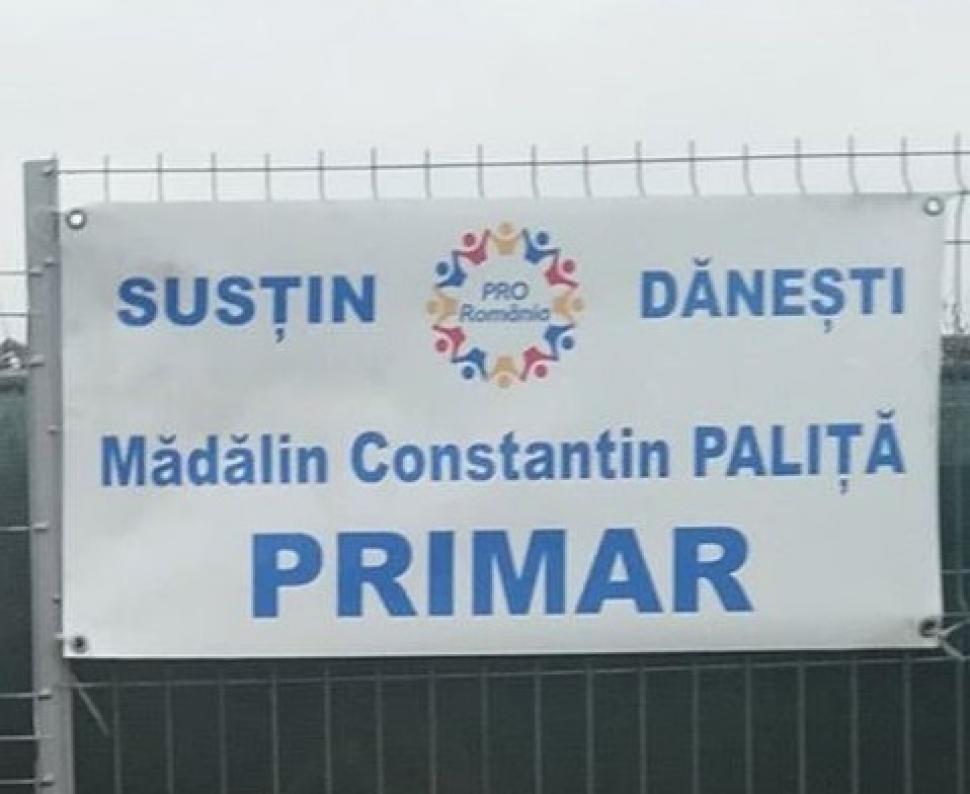 SUSȚIN PRO România DĂNEȘTI
Mădălin Constantin PALIȚĂ
PRIMAR